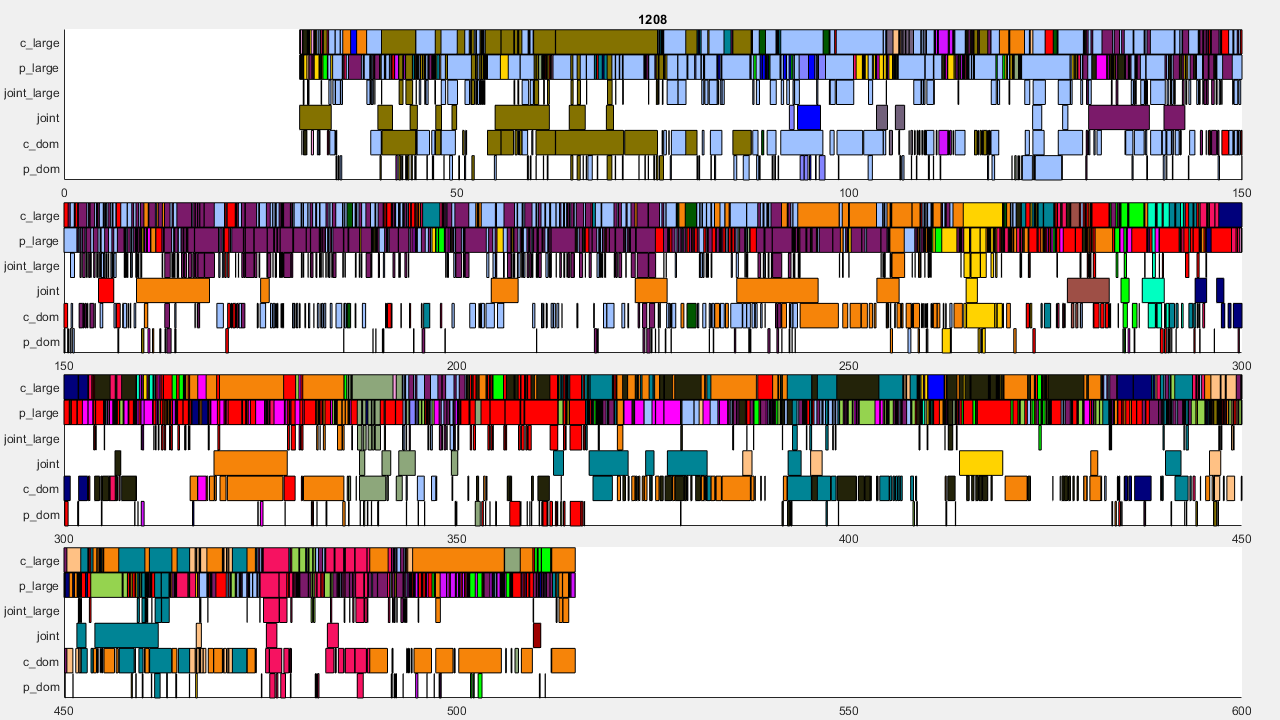 1208
c_large
p_large
joint_large
joint
c_dom
p_dom
0 50 100 150
c_large
p_large
joint_large
joint
c_dom
p_dom
150 200 250 300
c_large
p_large
joint_large
joint
c_dom
p_dom
300 350 400 450
c_large
p_large
joint_large
joint
c_dom
p_dom
450 500 550 600